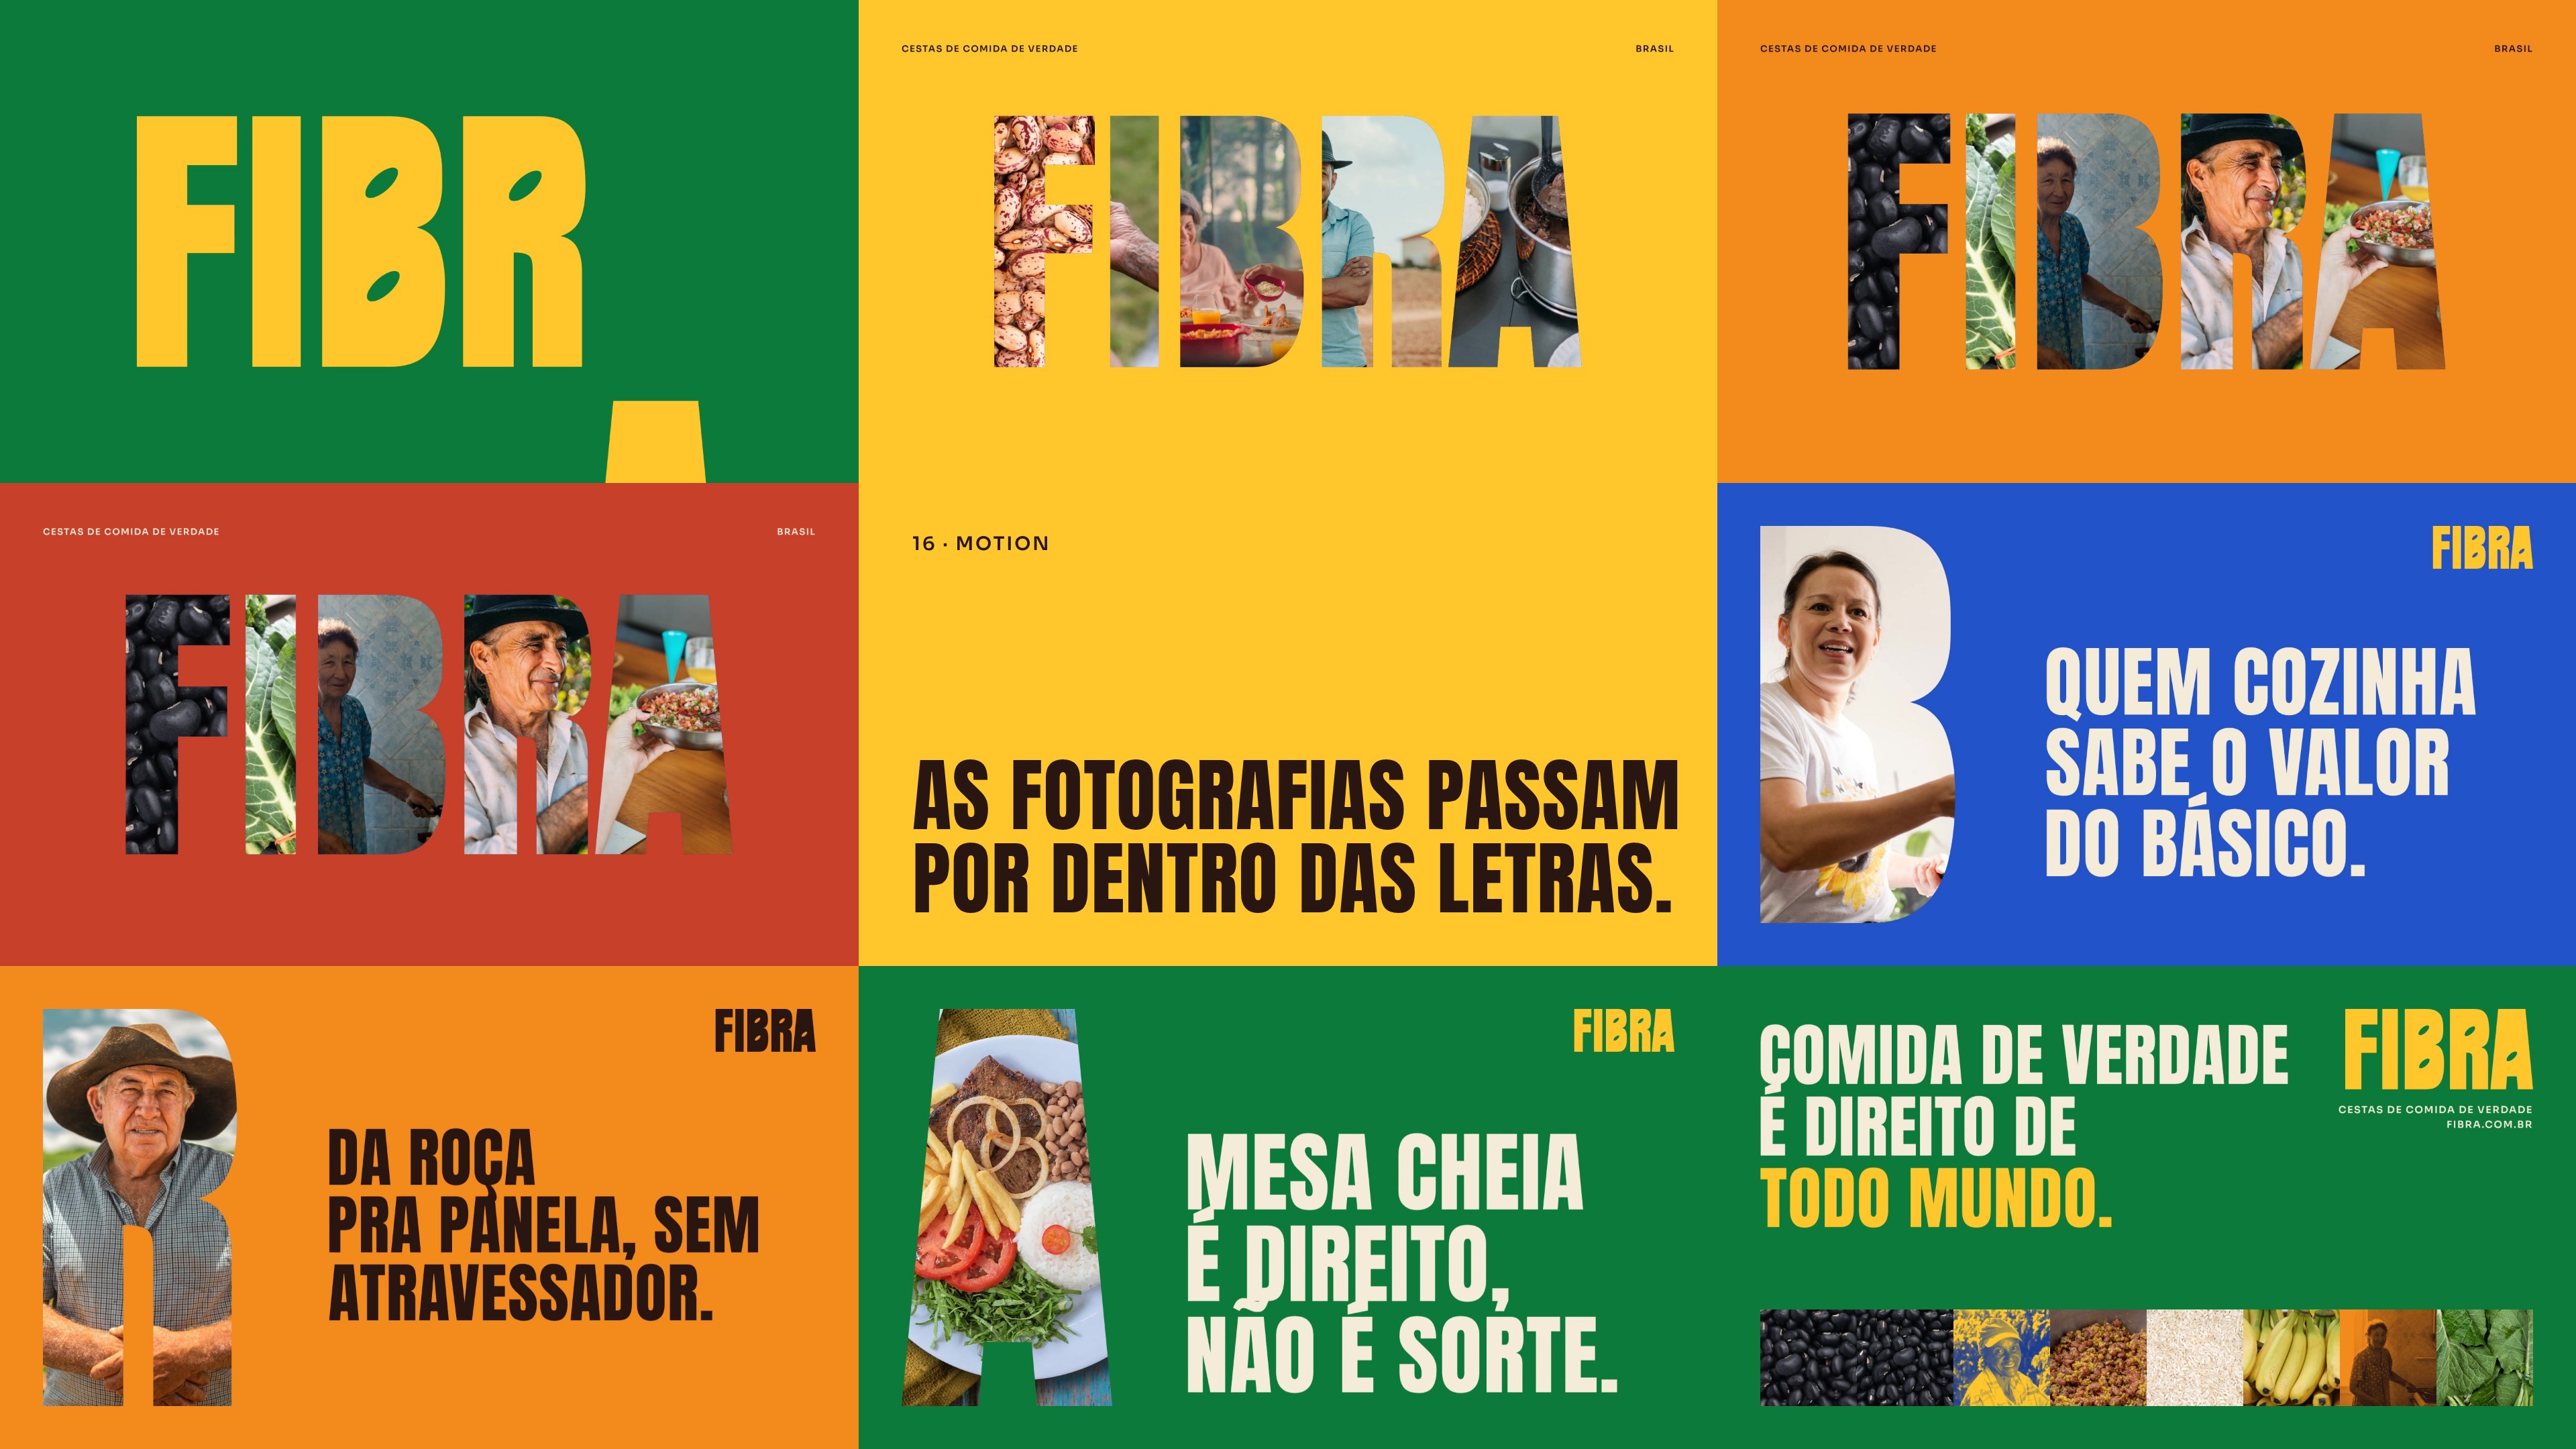 FIBRA
CESTAS DE COMIDA DE VERDADE
BRASIL
FIBRA
CESTAS DE COMIDA DE VERDADE
BRASIL
FIBRA
CESTAS DE COMIDA DE VERDADE
BRASIL
FIBRA
16 · MOTION
AS FOTOGRAFIAS PASSAM
POR DENTRO DAS LETRAS.
B
FIBRA
QUEM COZINHA
SABE O VALOR
DO BÁSICO.
R
FIBRA
DA ROÇA
PRA PANELA, SEM
ATRAVESSADOR.
A
FIBRA
MESA CHEIA
É DIREITO,
NÃO É SORTE.
COMIDA DE VERDADE
É DIREITO DE
TODO MUNDO.
FIBRA
CESTAS DE COMIDA DE VERDADE
FIBRA.COM.BR